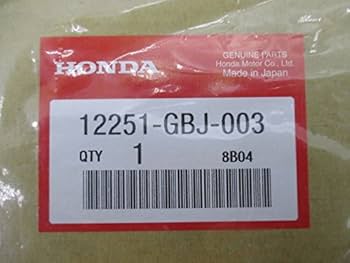 HONDA
GENUINE PARTS
Honda Motor Co., Ltd.
Made in Japan
12251-GBJ-003
QTY 1 8B04